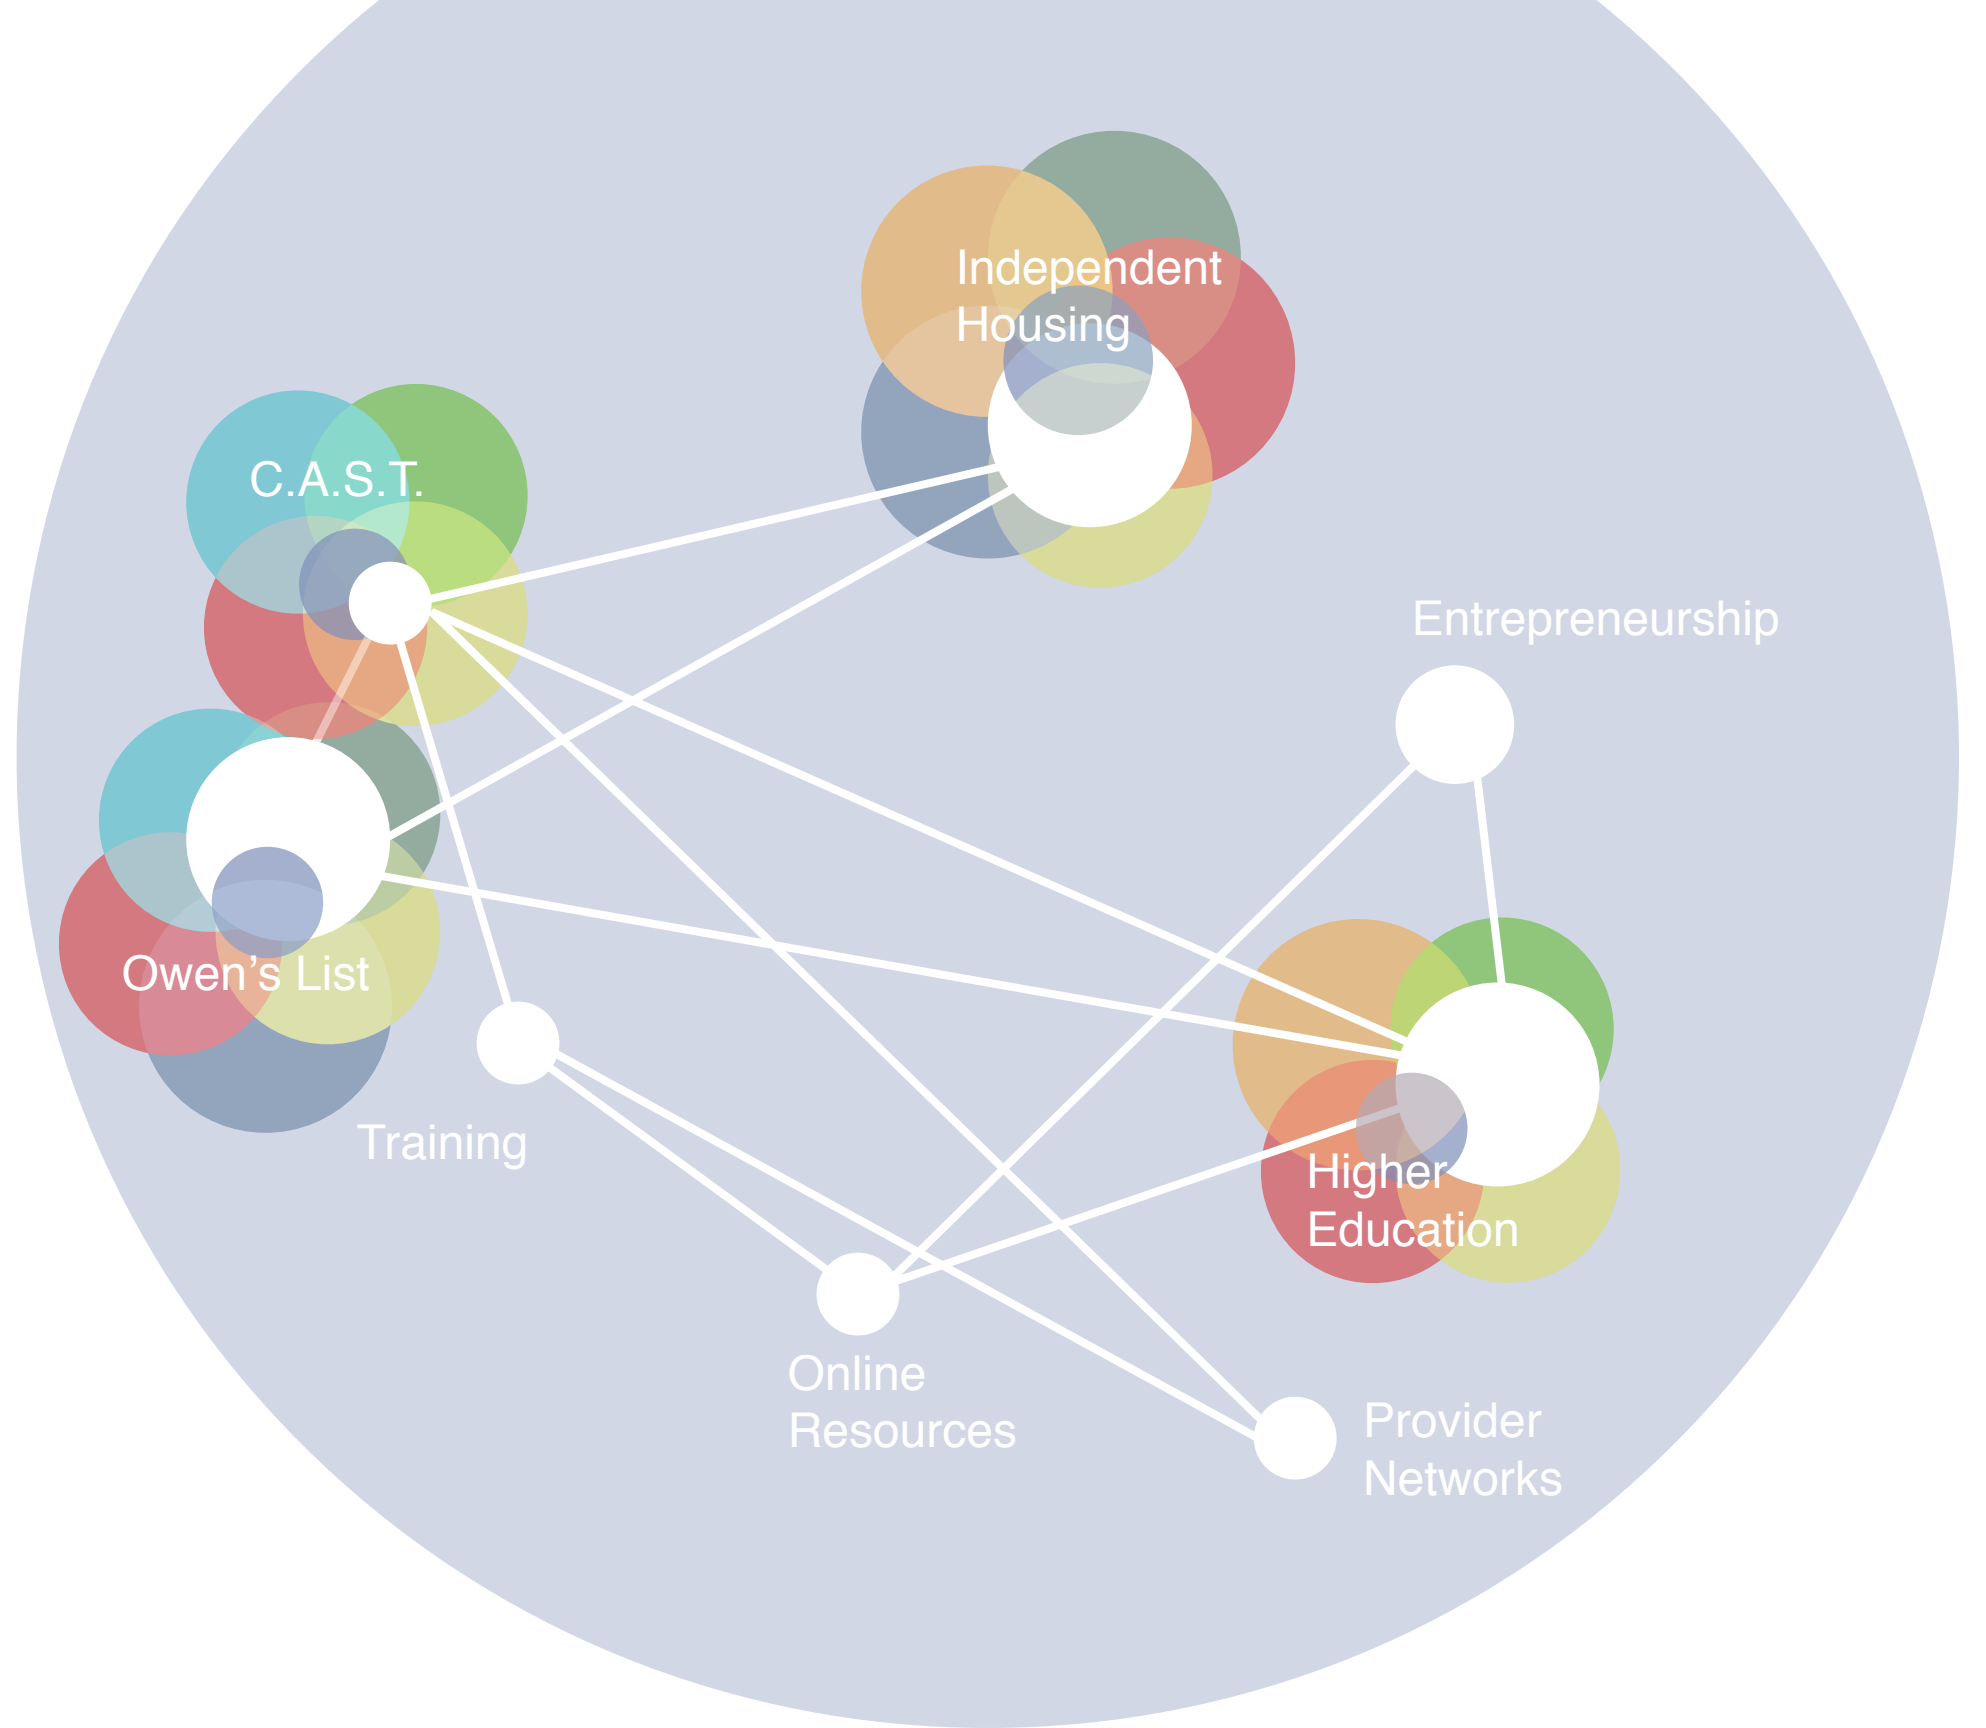 Independent
Housing
C.A.S.T.
Entrepreneurship
Owen’s List
Training
Higher
Education
Online
Resources
Provider
Networks